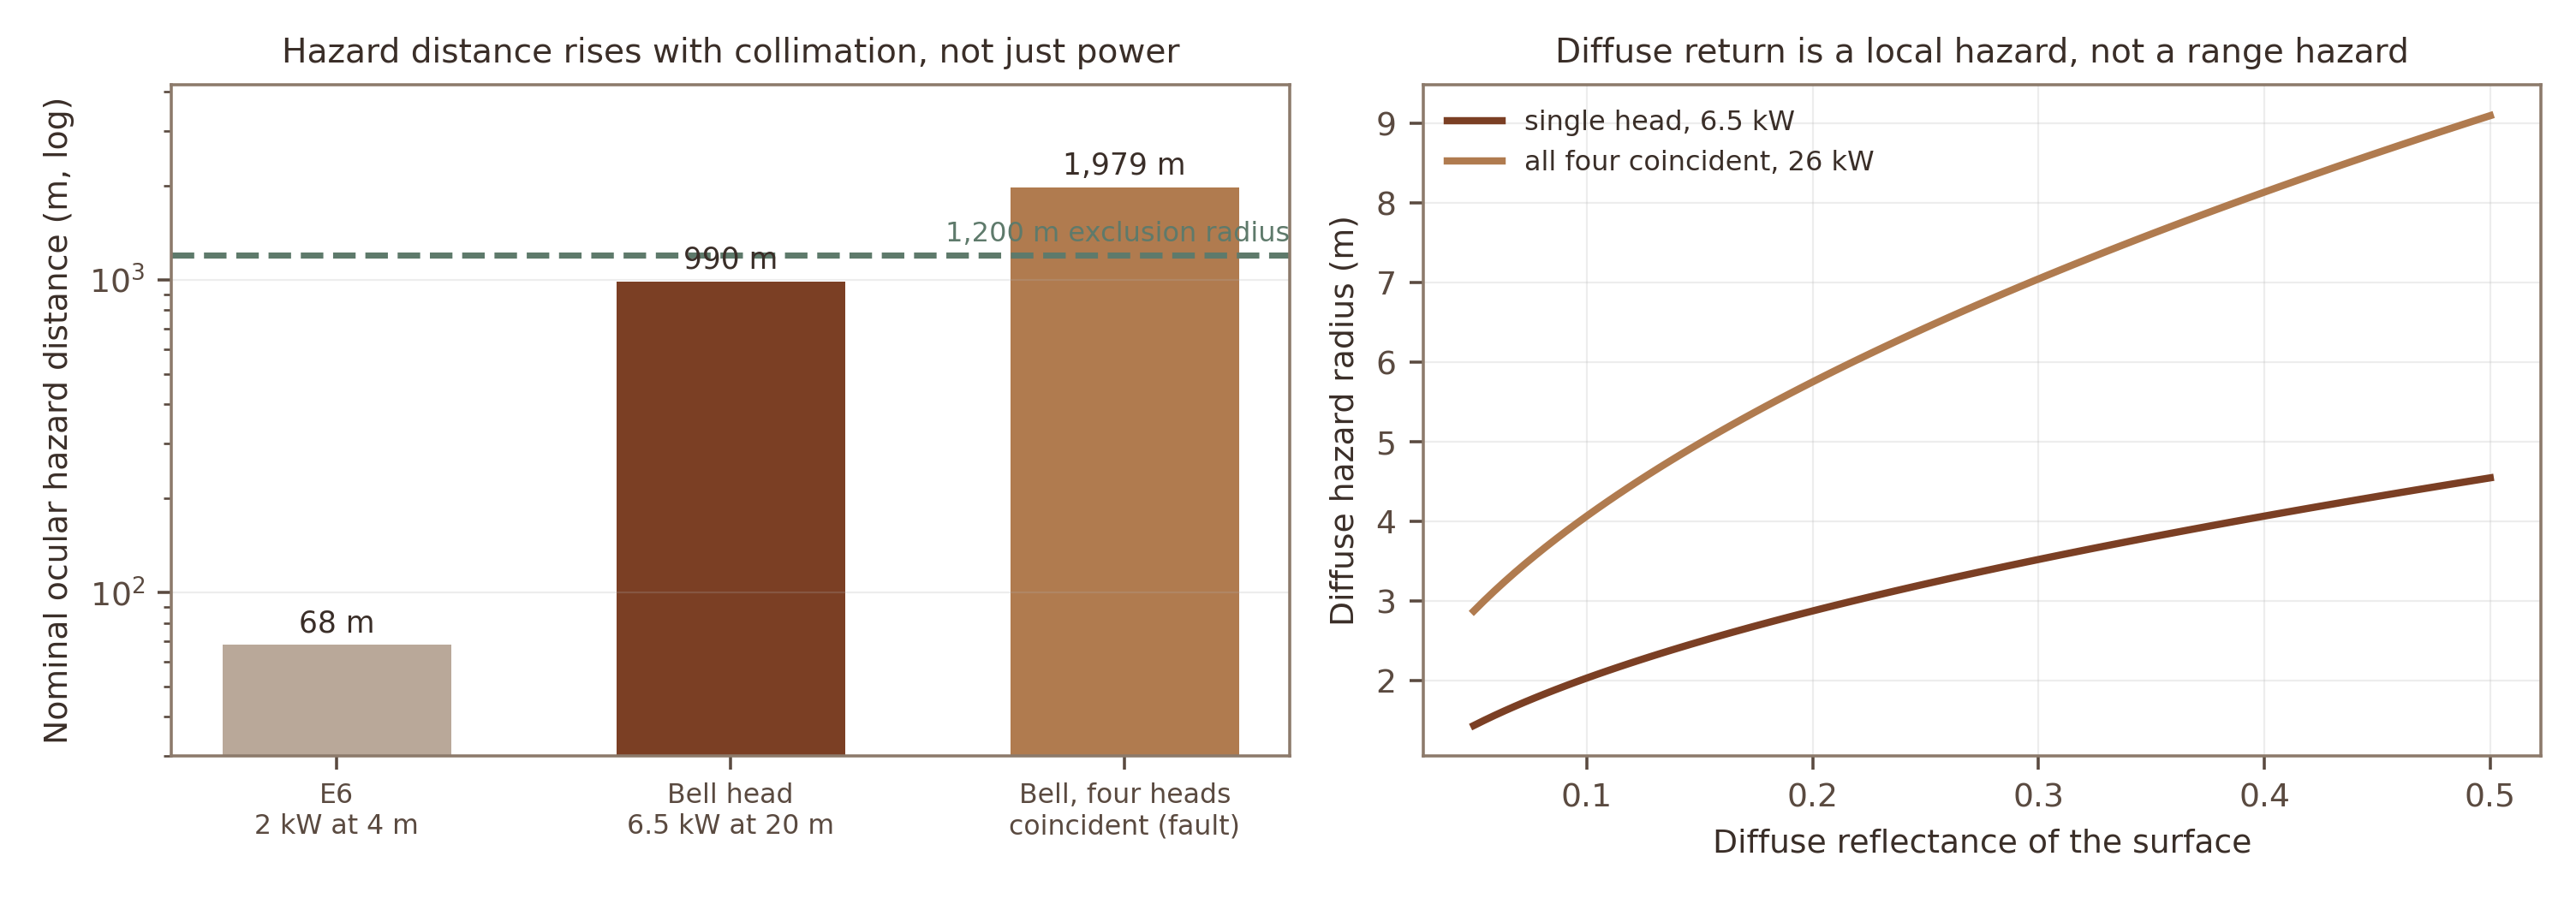 Hazard distance rises with collimation, not just power
Nominal ocular hazard distance (m, log)
10³
10²
68 m
990 m
1,979 m
1,200 m exclusion radius
E6
2 kW at 4 m
Bell head
6.5 kW at 20 m
Bell, four heads
coincident (fault)
Diffuse return is a local hazard, not a range hazard
single head, 6.5 kW
all four coincident, 26 kW
Diffuse hazard radius (m)
9
8
7
6
5
4
3
2
0.1
0.2
0.3
0.4
0.5
Diffuse reflectance of the surface